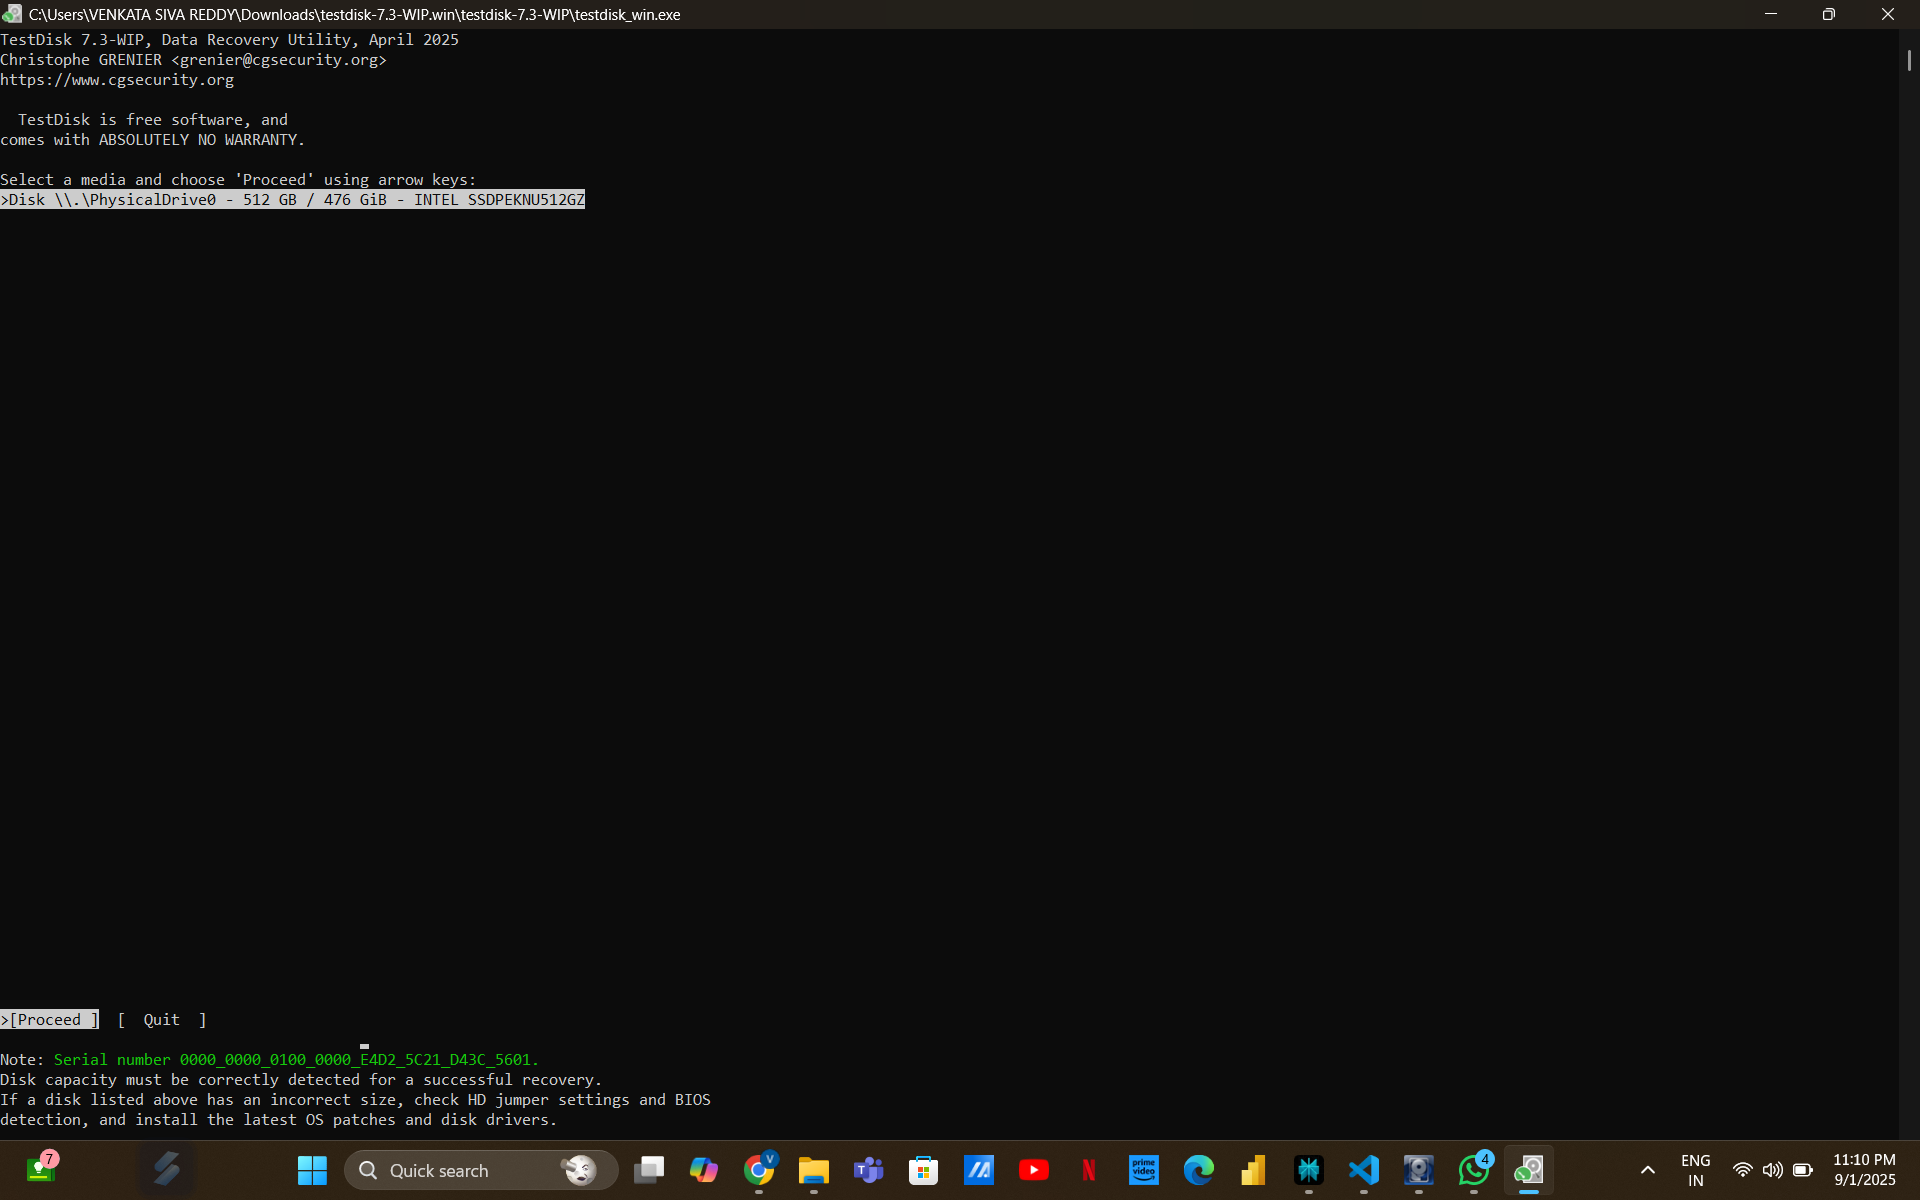 C:\Users\VENKATA SIVA REDDY\Downloads\testdisk-7.3-WIP.win\testdisk-7.3-WIP\testdisk_win.exe
TestDisk 7.3-WIP, Data Recovery Utility, April 2025
Christophe GRENIER <grenier@cgsecurity.org>
https://www.cgsecurity.org
TestDisk is free software, and
comes with ABSOLUTELY NO WARRANTY.
Select a media and choose 'Proceed' using arrow keys:
>Disk \\.\PhysicalDrive0 - 512 GB / 476 GiB - INTEL SSDPEKNU512GZ
>[Proceed ]  [  Quit  ]
Note: Serial number 0000_0000_0100_0000_E4D2_5C21_D43C_5601.
Disk capacity must be correctly detected for a successful recovery.
If a disk listed above has an incorrect size, check HD jumper settings and BIOS
detection, and install the latest OS patches and disk drivers.
7
Quick search
V
prime video
4
ENG
IN
11:10 PM
9/1/2025